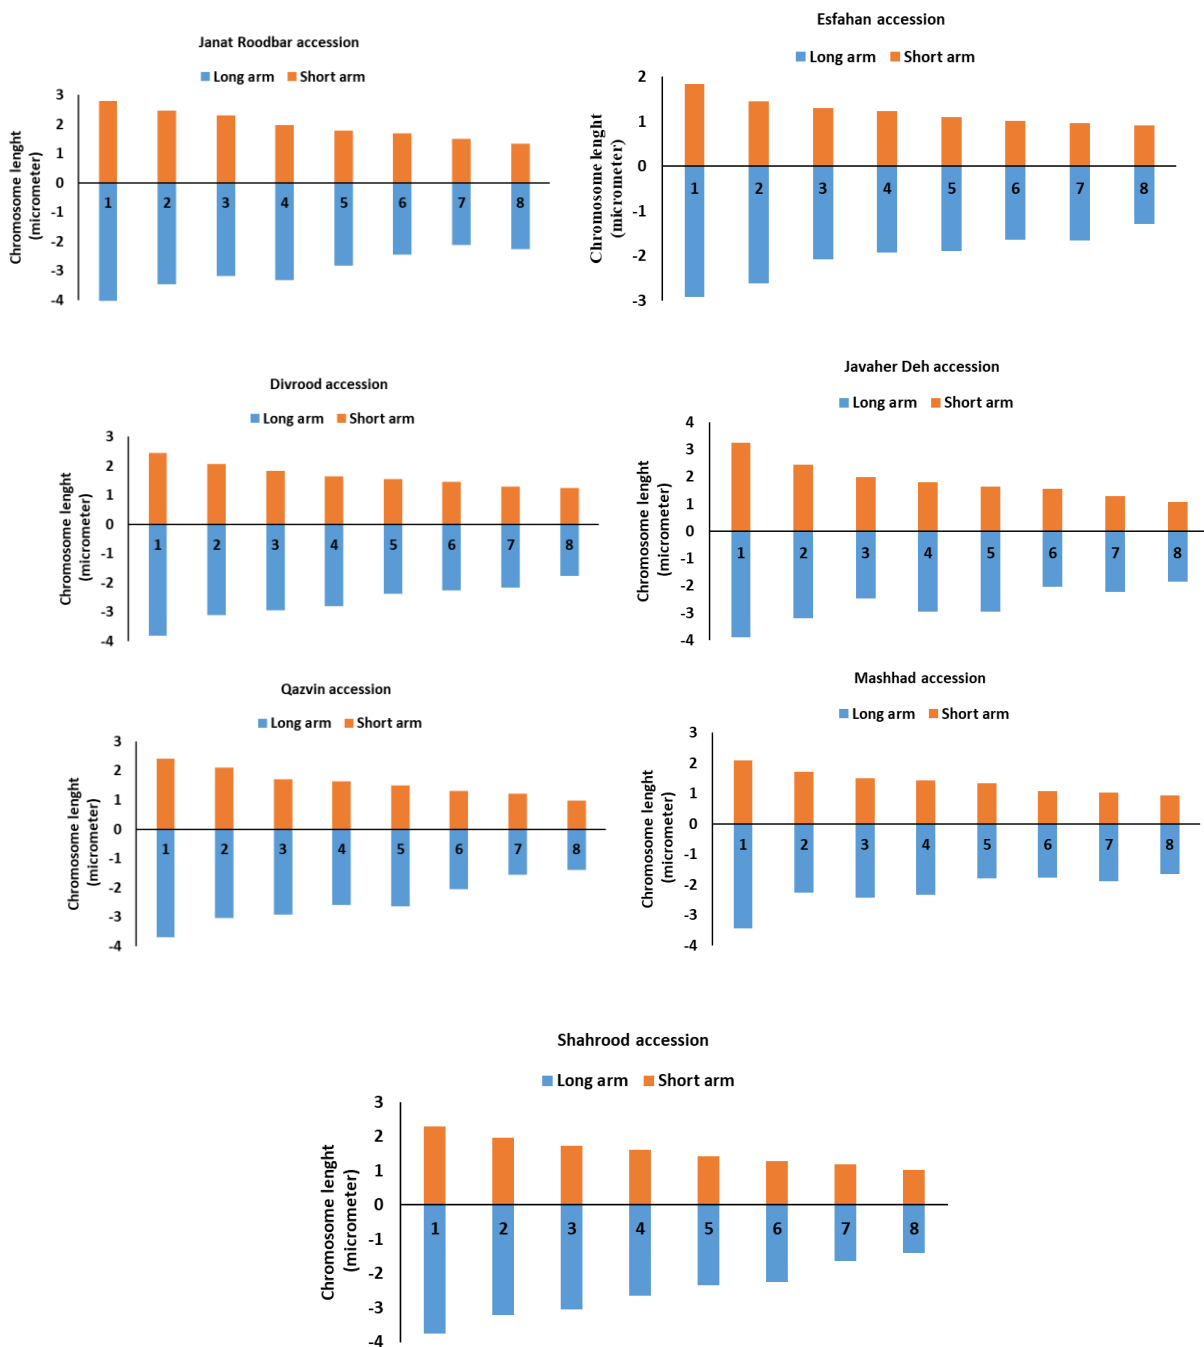 Janat Roodbar accession
Long arm Short arm
Chromosome lenght
(micrometer)
3
2
1
0
-1
-2
-3
-4
1 2 3 4 5 6 7 8
Esfahan accession
Long arm Short arm
Chromosome lenght
(micrometer)
2
1
0
-1
-2
-3
1 2 3 4 5 6 7 8
Divrood accession
Long arm Short arm
Chromosome lenght
(micrometer)
3
2
1
0
-1
-2
-3
-4
1 2 3 4 5 6 7 8
Javaher Deh accession
Long arm Short arm
Chromosome lenght
(micrometer)
4
3
2
1
0
-1
-2
-3
-4
1 2 3 4 5 6 7 8
Qazvin accession
Long arm Short arm
Chromosome lenght
(micrometer)
3
2
1
0
-1
-2
-3
-4
1 2 3 4 5 6 7 8
Mashhad accession
Long arm Short arm
Chromosome lenght
(micrometer)
3
2
1
0
-1
-2
-3
-4
1 2 3 4 5 6 7 8
Shahrood accession
Long arm Short arm
Chromosome lenght
(micrometer)
3
2
1
0
-1
-2
-3
-4
1 2 3 4 5 6 7 8